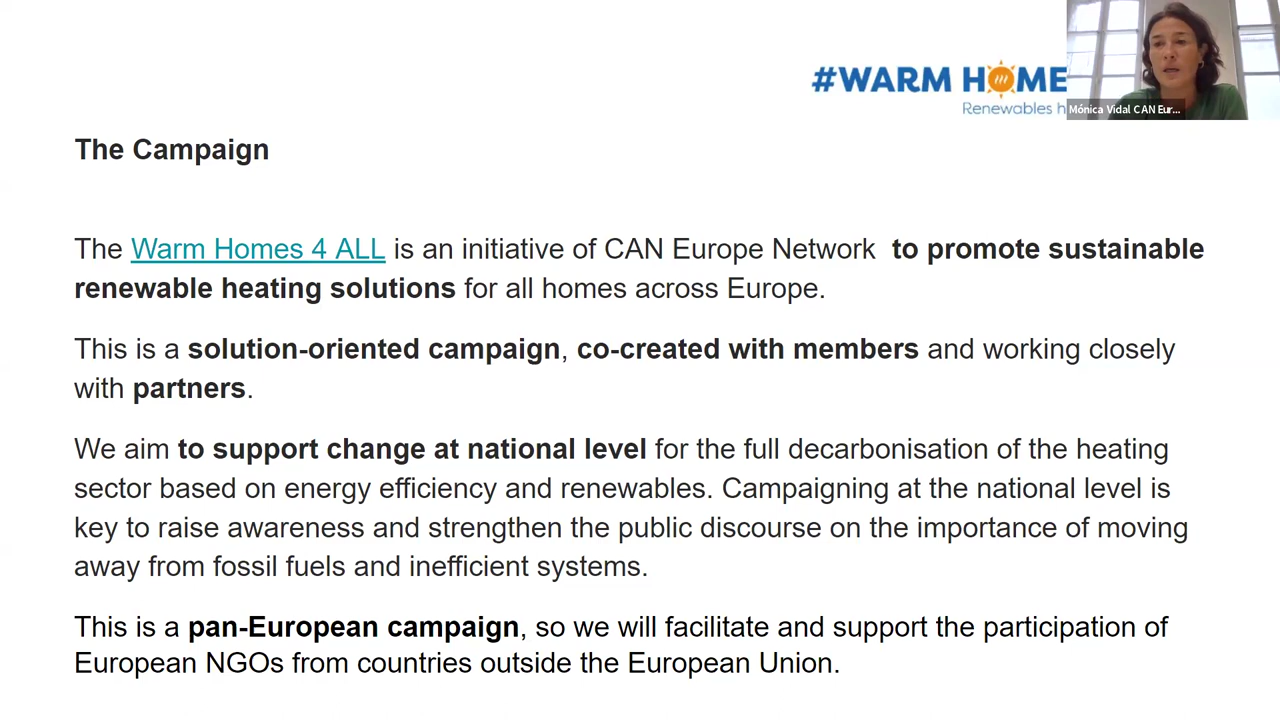 #WARM HOME
Renewables h
Mónica Vidal CAN Eur...
The Campaign
The Warm Homes 4 ALL is an initiative of CAN Europe Network to promote sustainable
renewable heating solutions for all homes across Europe.
This is a solution-oriented campaign, co-created with members and working closely
with partners.
We aim to support change at national level for the full decarbonisation of the heating
sector based on energy efficiency and renewables. Campaigning at the national level is
key to raise awareness and strengthen the public discourse on the importance of moving
away from fossil fuels and inefficient systems.
This is a pan-European campaign, so we will facilitate and support the participation of
European NGOs from countries outside the European Union.